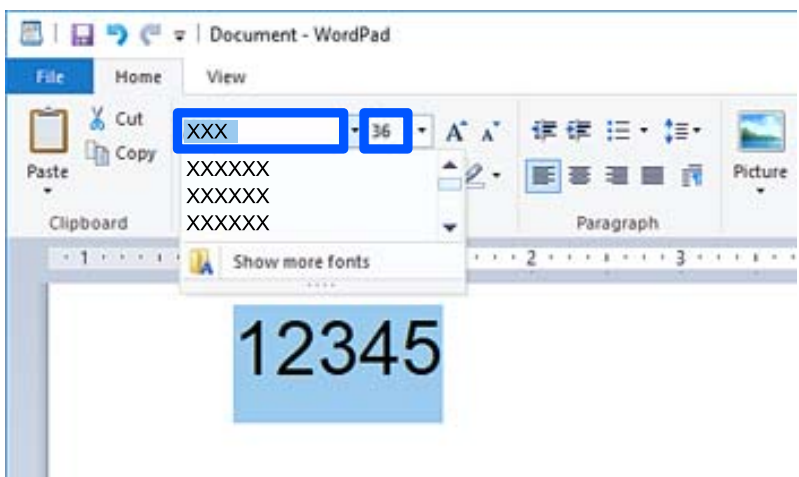 Document - WordPad
File Home View
Cut
Copy
Paste
Clipboard
XXX 36 A A
XXXXXX
XXXXXX
XXXXXX
Show more fonts
Paragraph
Picture
1 2 3
12345